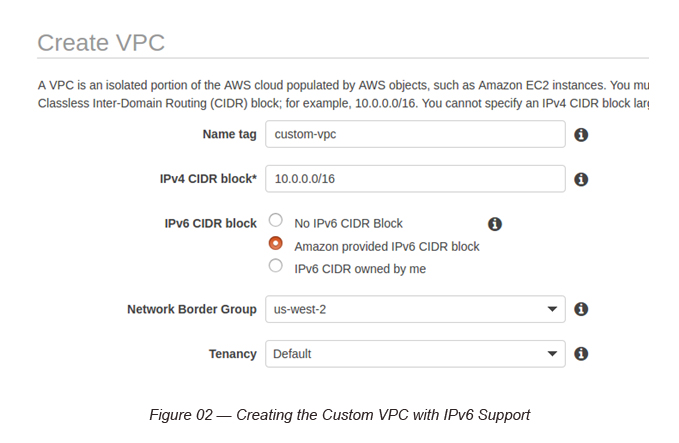 Create VPC
A VPC is an isolated portion of the AWS cloud populated by AWS objects, such as Amazon EC2 instances. You mu
Classless Inter-Domain Routing (CIDR) block; for example, 10.0.0.0/16. You cannot specify an IPv4 CIDR block larg
Name tag custom-vpc
IPv4 CIDR block* 10.0.0.0/16
IPv6 CIDR block No IPv6 CIDR Block
Amazon provided IPv6 CIDR block
IPv6 CIDR owned by me
Network Border Group us-west-2
Tenancy Default
Figure 02 — Creating the Custom VPC with IPv6 Support